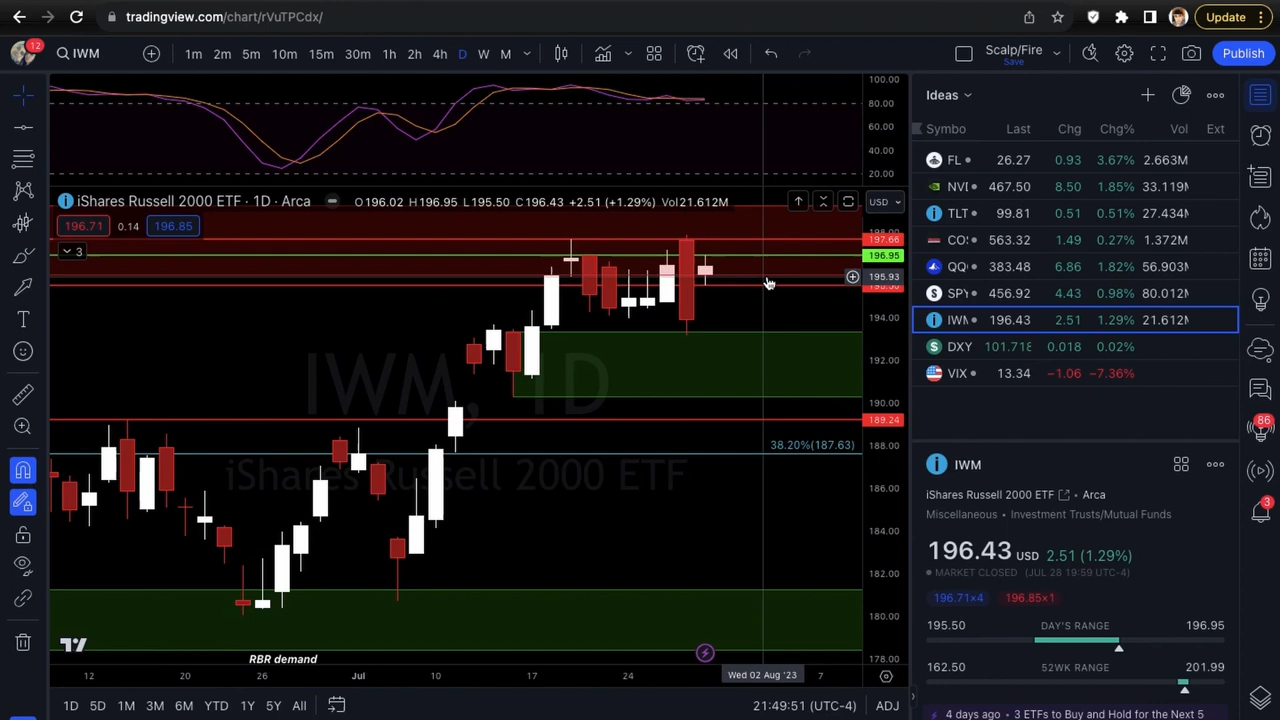 tradingview.com/chart/rVuTPCdx/
Update
12
IWM
1m 2m 5m 10m 15m 30m 1h 2h 4h D W M
Scalp/Fire
Save
Publish
100.00
80.00
60.00
40.00
20.00
iShares Russell 2000 ETF · 1D · Arca
O196.02 H196.95 L195.50 C196.43 +2.51 (+1.29%) Vol21.612M
USD
196.71 0.14 196.85
3
197.66
196.95
195.93
194.00
192.00
190.00
189.24
188.00
186.00
184.00
182.00
180.00
178.00
IWM, 1D
iShares Russell 2000 ETF
38.20%(187.63)
RBR demand
12 20 26 Jul 10 17 24 Wed 02 Aug '23 7
1D 5D 1M 3M 6M YTD 1Y 5Y All
21:49:51 (UTC-4) ADJ
Ideas
Symbo Last Chg Chg% Vol Ext
FL 26.27 0.93 3.67% 2.663M
NVI 467.50 8.50 1.85% 33.119M
TLT 99.81 0.51 0.51% 27.434M
COS 563.32 1.49 0.27% 1.372M
QQ 383.48 6.86 1.82% 56.903M
SPY 456.92 4.43 0.98% 80.012M
IWM 196.43 2.51 1.29% 21.612M
DXY 101.718 0.018 0.02%
VIX 13.34 −1.06 −7.36%
IWM
iShares Russell 2000 ETF · Arca
Miscellaneous · Investment Trusts/Mutual Funds
196.43 USD 2.51 (1.29%)
MARKET CLOSED (JUL 28 19:59 UTC-4)
196.71×4 196.85×1
195.50 DAY'S RANGE 196.95
162.50 52WK RANGE 201.99
4 days ago · 3 ETFs to Buy and Hold for the Next 5
86
3